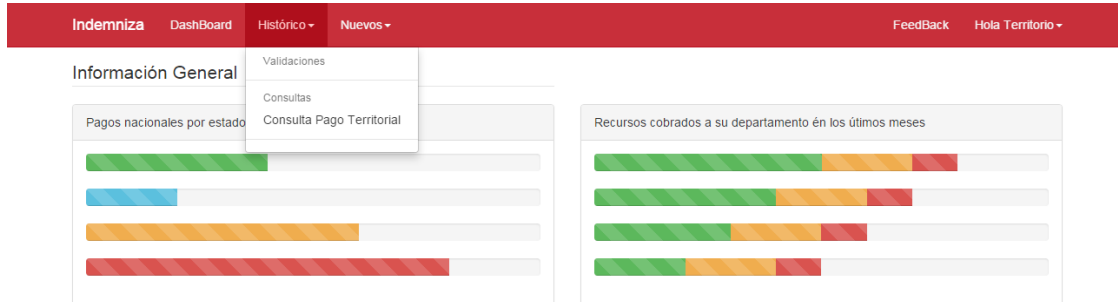 Indemniza DashBoard Histórico Nuevos FeedBack Hola Territorio
Validaciones
Consultas
Consulta Pago Territorial
Información General
Pagos nacionales por estado
Recursos cobrados a su departamento én los útimos meses